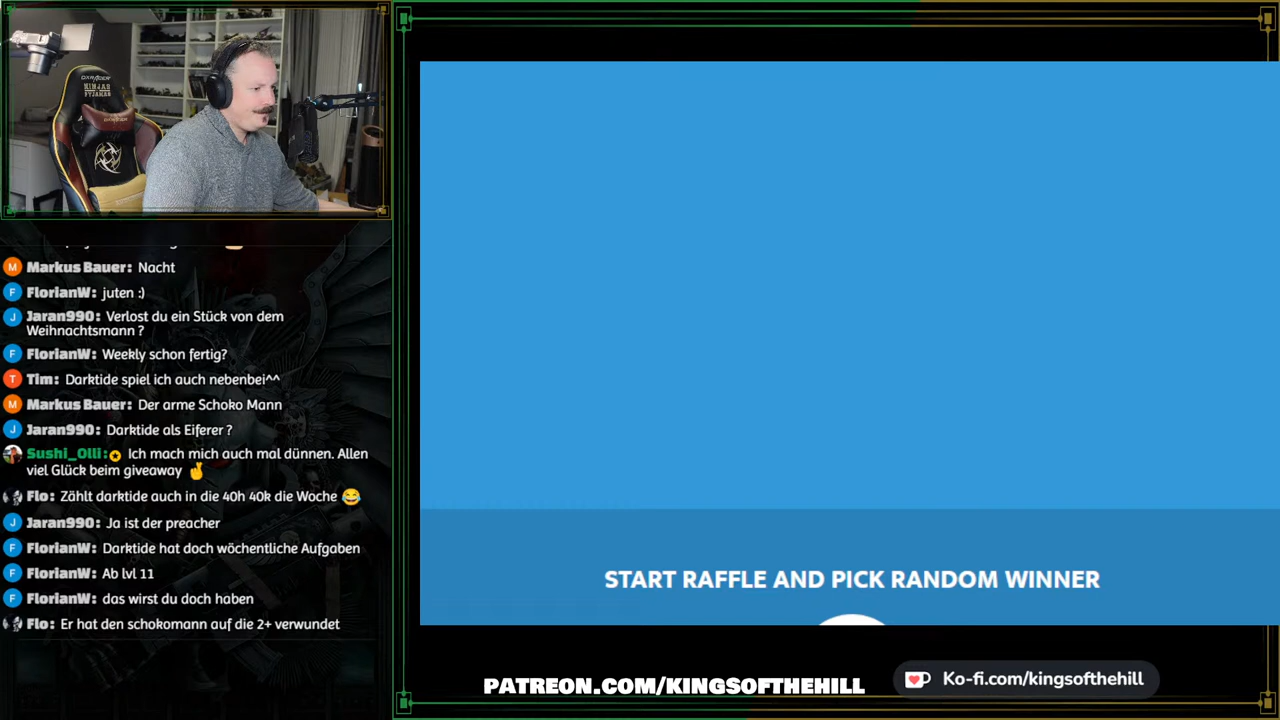 DXRACER
NINJAS
PYJAMAS
Markus Bauer: Nacht
FlorianW: juten :)
Jaran990: Verlost du ein Stück von dem
Weihnachtsmann ?
FlorianW: Weekly schon fertig?
Tim: Darktide spiel ich auch nebenbei^^
Markus Bauer: Der arme Schoko Mann
Jaran990: Darktide als Eiferer ?
Sushi_Olli: Ich mach mich auch mal dünnen. Allen
viel Glück beim giveaway ✌️
Flo: Zählt darktide auch in die 40h 40k die Woche 😂
Jaran990: Ja ist der preacher
FlorianW: Darktide hat doch wöchentliche Aufgaben
FlorianW: Ab lvl 11
FlorianW: das wirst du doch haben
Flo: Er hat den schokomann auf die 2+ verwundet
START RAFFLE AND PICK RANDOM WINNER
PATREON.COM/KINGSOFTHEHILL
Ko-fi.com/kingsofthehill